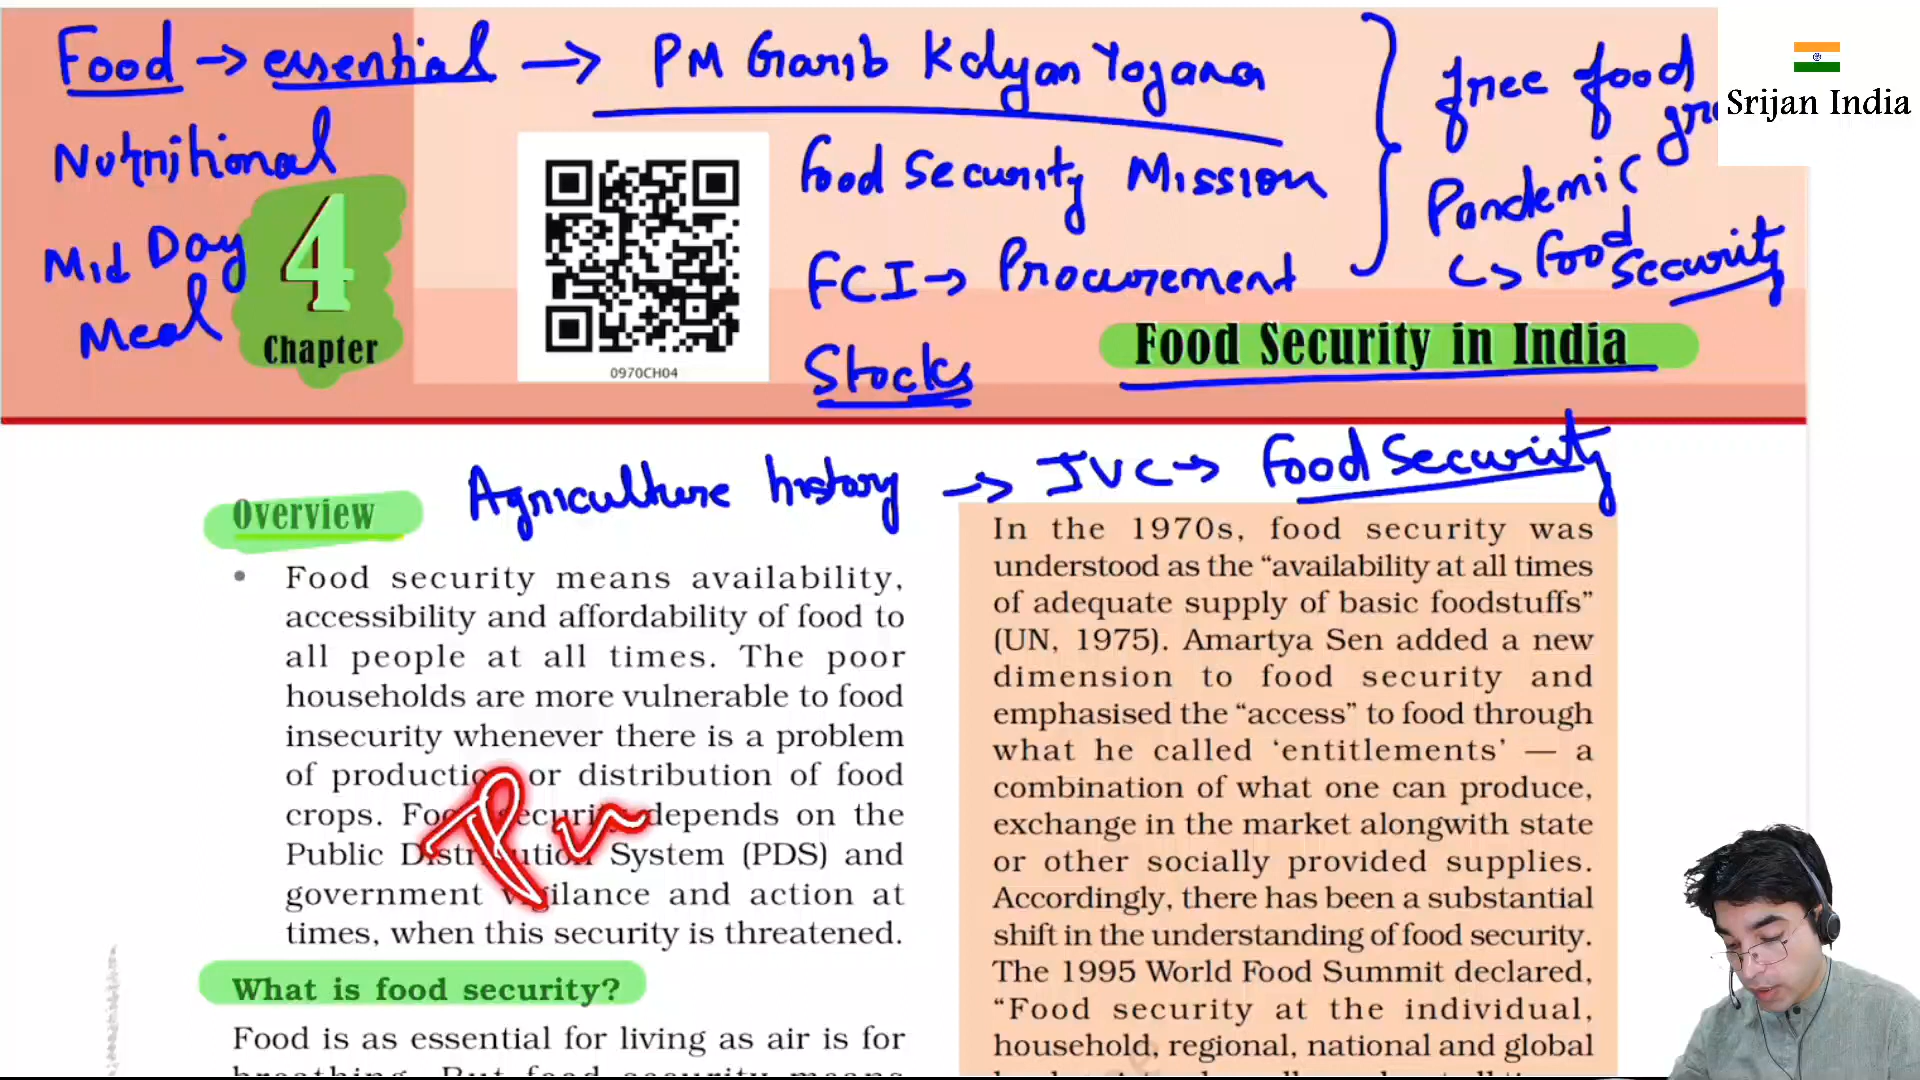 Food → essential → PM Garib Kalyan Yojana
free food
Srijan India
Nutritional
Food Security Mission
Pandemic
↳ Food Security
Mid Day
Meal
4
Chapter
FCI → Procurement
Stocks
0970CH04
Food Security in India
Agriculture history → IVC → Food Security
Overview
• Food security means availability,
accessibility and affordability of food to
all people at all times. The poor
households are more vulnerable to food
insecurity whenever there is a problem
of production or distribution of food
crops. Food security depends on the
Public Distribution System (PDS) and
government vigilance and action at
times, when this security is threatened.
What is food security?
Food is as essential for living as air is for
In the 1970s, food security was
understood as the “availability at all times
of adequate supply of basic foodstuffs”
(UN, 1975). Amartya Sen added a new
dimension to food security and
emphasised the “access” to food through
what he called ‘entitlements’ — a
combination of what one can produce,
exchange in the market alongwith state
or other socially provided supplies.
Accordingly, there has been a substantial
shift in the understanding of food security.
The 1995 World Food Summit declared,
“Food security at the individual,
household, regional, national and global